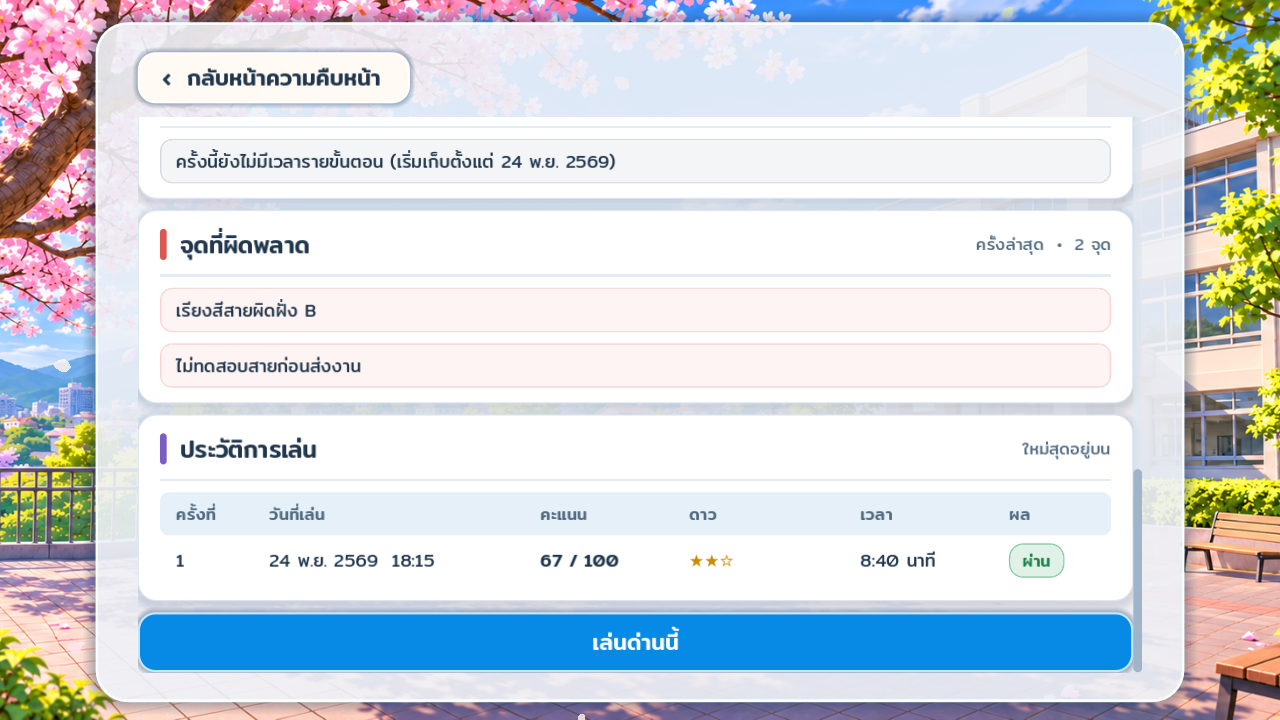 ‹ กลับหน้าความคืบหน้า
ครั้งนี้ยังไม่มีเวลารายขั้นตอน (เริ่มเก็บตั้งแต่ 24 พ.ย. 2569)
จุดที่ผิดพลาด ครั้งล่าสุด • 2 จุด
เรียงสีสายผิดฝั่ง B
ไม่ทดสอบสายก่อนส่งงาน
ประวัติการเล่น ใหม่สุดอยู่บน
ครั้งที่ วันที่เล่น คะแนน ดาว เวลา ผล
1 24 พ.ย. 2569 18:15 67 / 100 ★★☆ 8:40 นาที ผ่าน
เล่นด่านนี้